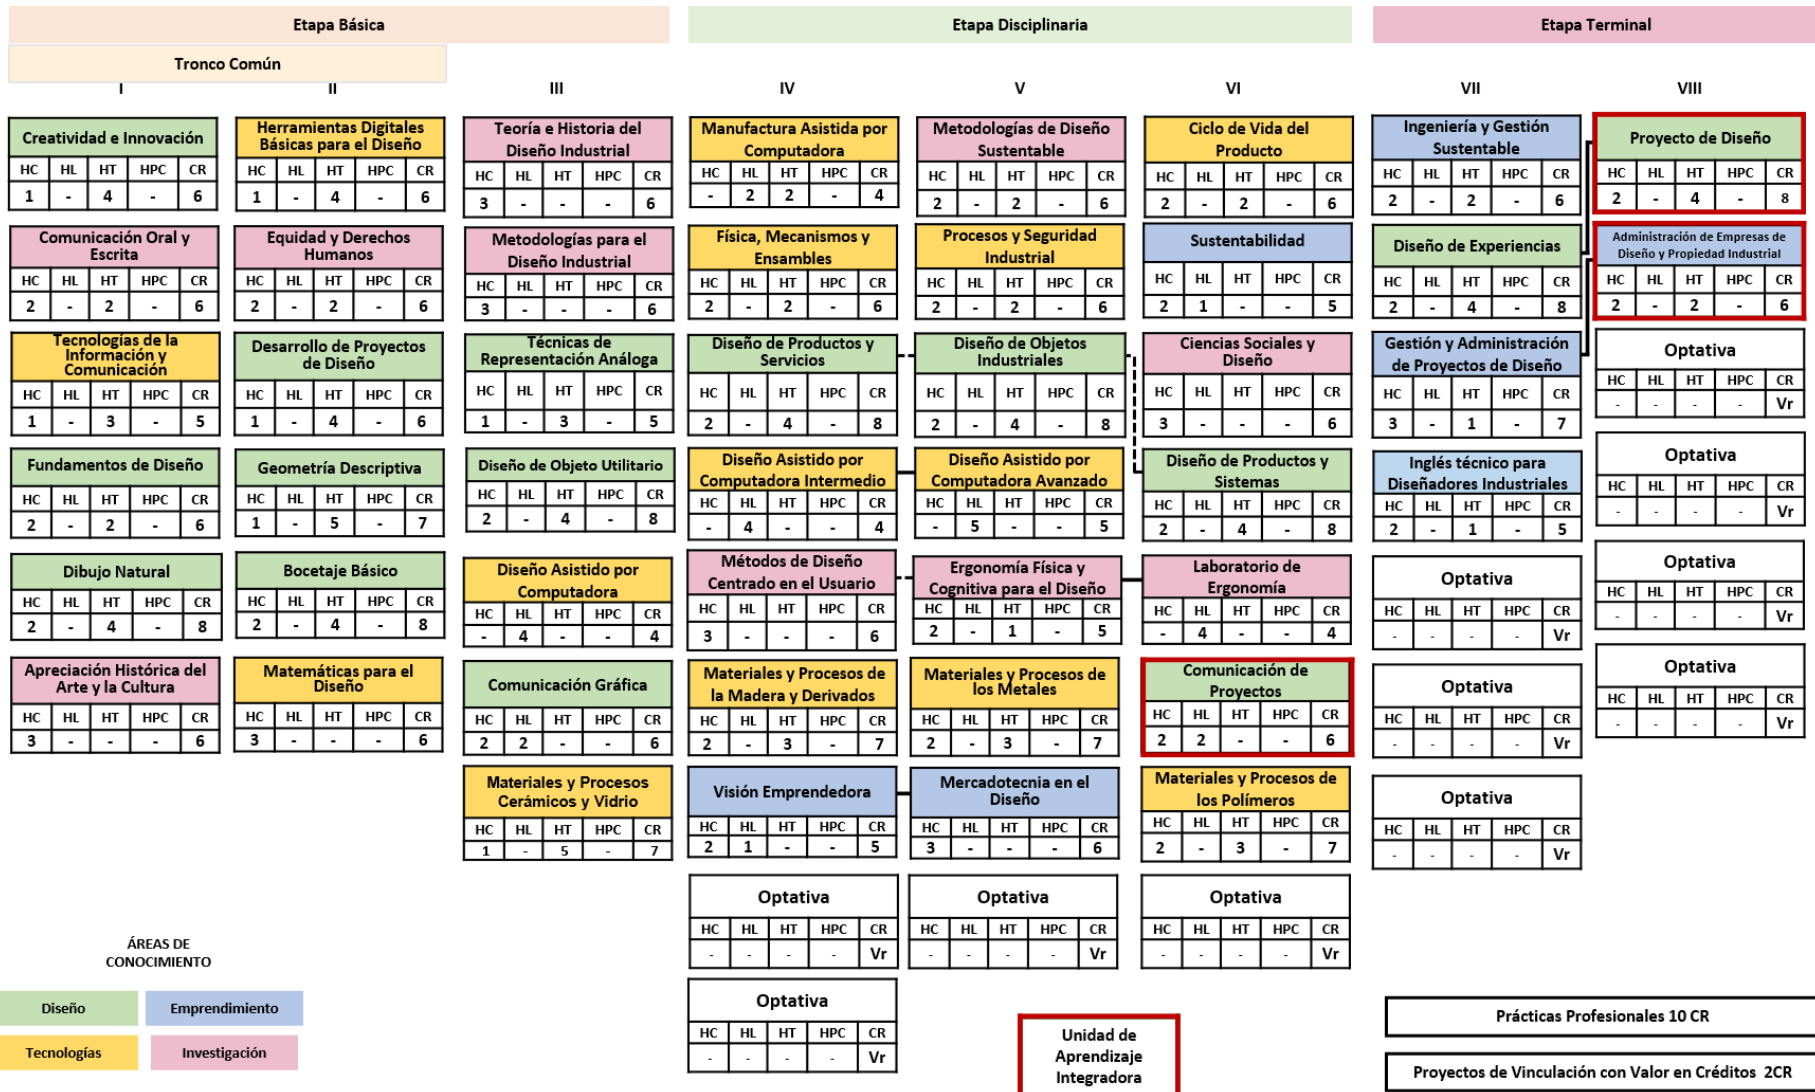 Etapa Básica
Etapa Disciplinaria
Etapa Terminal
Tronco Común
I
II
III
IV
V
VI
VII
VIII
Creatividad e Innovación
HC HL HT HPC CR
1 - 4 - 6
Comunicación Oral y
Escrita
HC HL HT HPC CR
2 - 2 - 6
Tecnologías de la
Información y
Comunicación
HC HL HT HPC CR
1 - 3 - 5
Fundamentos de Diseño
HC HL HT HPC CR
2 - 2 - 6
Dibujo Natural
HC HL HT HPC CR
2 - 4 - 8
Apreciación Histórica del
Arte y la Cultura
HC HL HT HPC CR
3 - - - 6
Herramientas Digitales
Básicas para el Diseño
HC HL HT HPC CR
1 - 4 - 6
Equidad y Derechos
Humanos
HC HL HT HPC CR
2 - 2 - 6
Desarrollo de Proyectos
de Diseño
HC HL HT HPC CR
1 - 4 - 6
Geometría Descriptiva
HC HL HT HPC CR
1 - 5 - 7
Bocetaje Básico
HC HL HT HPC CR
2 - 4 - 8
Matemáticas para el
Diseño
HC HL HT HPC CR
3 - - - 6
Teoría e Historia del
Diseño Industrial
HC HL HT HPC CR
3 - - - 6
Metodologías para el
Diseño Industrial
HC HL HT HPC CR
3 - - - 6
Técnicas de
Representación Análoga
HC HL HT HPC CR
1 - 3 - 5
Diseño de Objeto Utilitario
HC HL HT HPC CR
2 - 4 - 8
Diseño Asistido por
Computadora
HC HL HT HPC CR
- 4 - - 4
Comunicación Gráfica
HC HL HT HPC CR
2 2 - - 6
Materiales y Procesos
Cerámicos y Vidrio
HC HL HT HPC CR
1 - 5 - 7
Manufactura Asistida por
Computadora
HC HL HT HPC CR
- 2 2 - 4
Física, Mecanismos y
Ensambles
HC HL HT HPC CR
2 - 2 - 6
Diseño de Productos y
Servicios
HC HL HT HPC CR
2 - 4 - 8
Diseño Asistido por
Computadora Intermedio
HC HL HT HPC CR
- 4 - - 4
Métodos de Diseño
Centrado en el Usuario
HC HL HT HPC CR
3 - - - 6
Materiales y Procesos de
la Madera y Derivados
HC HL HT HPC CR
2 - 3 - 7
Visión Emprendedora
HC HL HT HPC CR
2 1 - - 5
Optativa
HC HL HT HPC CR
- - - - Vr
Optativa
HC HL HT HPC CR
- - - - Vr
Metodologías de Diseño
Sustentable
HC HL HT HPC CR
2 - 2 - 6
Procesos y Seguridad
Industrial
HC HL HT HPC CR
2 - 2 - 6
Diseño de Objetos
Industriales
HC HL HT HPC CR
2 - 4 - 8
Diseño Asistido por
Computadora Avanzado
HC HL HT HPC CR
- 5 - - 5
Ergonomía Física y
Cognitiva para el Diseño
HC HL HT HPC CR
2 - 1 - 5
Materiales y Procesos de
los Metales
HC HL HT HPC CR
2 - 3 - 7
Mercadotecnia en el
Diseño
HC HL HT HPC CR
3 - - - 6
Optativa
HC HL HT HPC CR
- - - - Vr
Ciclo de Vida del
Producto
HC HL HT HPC CR
2 - 2 - 6
Sustentabilidad
HC HL HT HPC CR
2 1 - - 5
Ciencias Sociales y
Diseño
HC HL HT HPC CR
3 - - - 6
Diseño de Productos y
Sistemas
HC HL HT HPC CR
2 - 4 - 8
Laboratorio de
Ergonomía
HC HL HT HPC CR
- 4 - - 4
Comunicación de
Proyectos
HC HL HT HPC CR
2 2 - - 6
Materiales y Procesos de
los Polímeros
HC HL HT HPC CR
2 - 3 - 7
Optativa
HC HL HT HPC CR
- - - - Vr
Ingeniería y Gestión
Sustentable
HC HL HT HPC CR
2 - 2 - 6
Diseño de Experiencias
HC HL HT HPC CR
2 - 4 - 8
Gestión y Administración
de Proyectos de Diseño
HC HL HT HPC CR
3 - 1 - 7
Inglés técnico para
Diseñadores Industriales
HC HL HT HPC CR
2 - 1 - 5
Optativa
HC HL HT HPC CR
- - - - Vr
Optativa
HC HL HT HPC CR
- - - - Vr
Optativa
HC HL HT HPC CR
- - - - Vr
Proyecto de Diseño
HC HL HT HPC CR
2 - 4 - 8
Administración de Empresas de
Diseño y Propiedad Industrial
HC HL HT HPC CR
2 - 2 - 6
Optativa
HC HL HT HPC CR
- - - - Vr
Optativa
HC HL HT HPC CR
- - - - Vr
Optativa
HC HL HT HPC CR
- - - - Vr
Optativa
HC HL HT HPC CR
- - - - Vr
ÁREAS DE
CONOCIMIENTO
Diseño
Emprendimiento
Tecnologías
Investigación
Unidad de
Aprendizaje
Integradora
Prácticas Profesionales 10 CR
Proyectos de Vinculación con Valor en Créditos 2CR